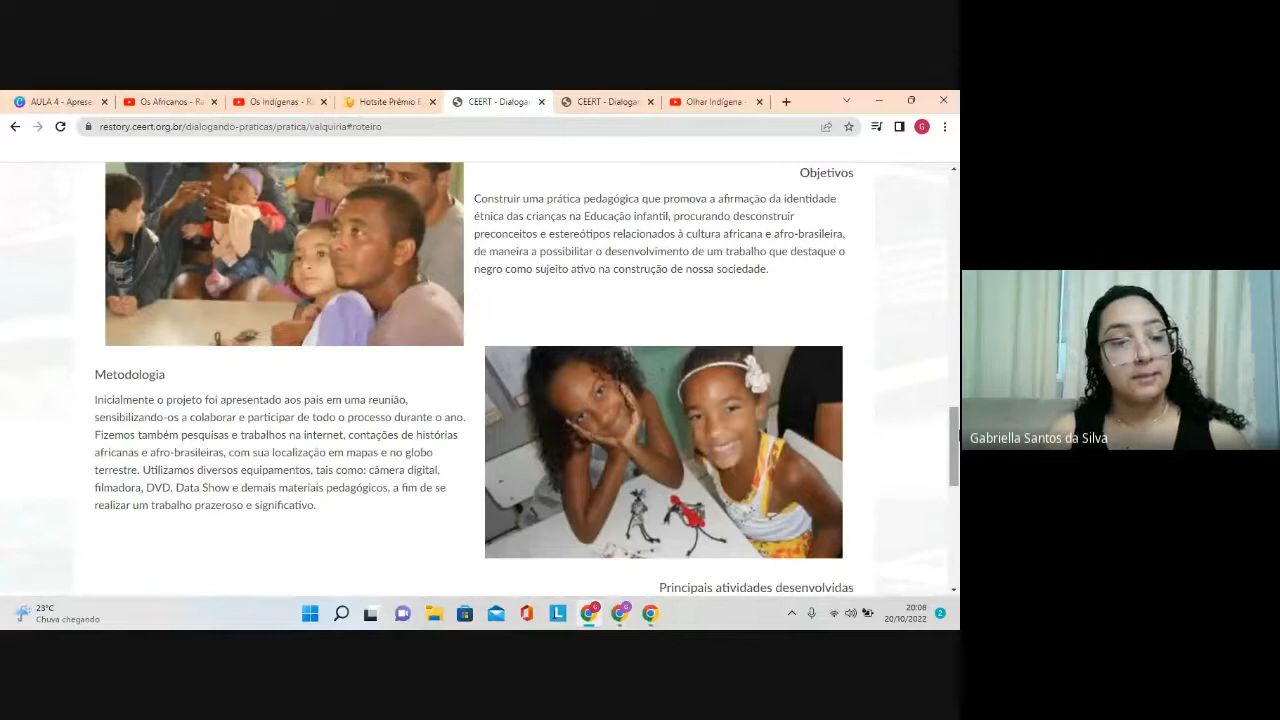 AULA 4 - Aprese
Os Africanos - Ra
Os Indígenas - R
Hotsite Prêmio E
CEERT - Dialoga
CEERT - Dialoga
Olhar Indígena
restory.ceert.org.br/dialogando-praticas/pratica/valquiria#roteiro
G
Objetivos
Construir uma prática pedagógica que promova a afirmação da identidade
étnica das crianças na Educação infantil, procurando desconstruir
preconceitos e estereótipos relacionados à cultura africana e afro-brasileira,
de maneira a possibilitar o desenvolvimento de um trabalho que destaque o
negro como sujeito ativo na construção de nossa sociedade.
Metodologia
Inicialmente o projeto foi apresentado aos pais em uma reunião,
sensibilizando-os a colaborar e participar de todo o processo durante o ano.
Fizemos também pesquisas e trabalhos na internet, contações de histórias
africanas e afro-brasileiras, com sua localização em mapas e no globo
terrestre. Utilizamos diversos equipamentos, tais como: câmera digital,
filmadora, DVD, Data Show e demais materiais pedagógicos, a fim de se
realizar um trabalho prazeroso e significativo.
Principais atividades desenvolvidas
Gabriella Santos da Silva
23°C
Chuva chegando
20:08
20/10/2022
2